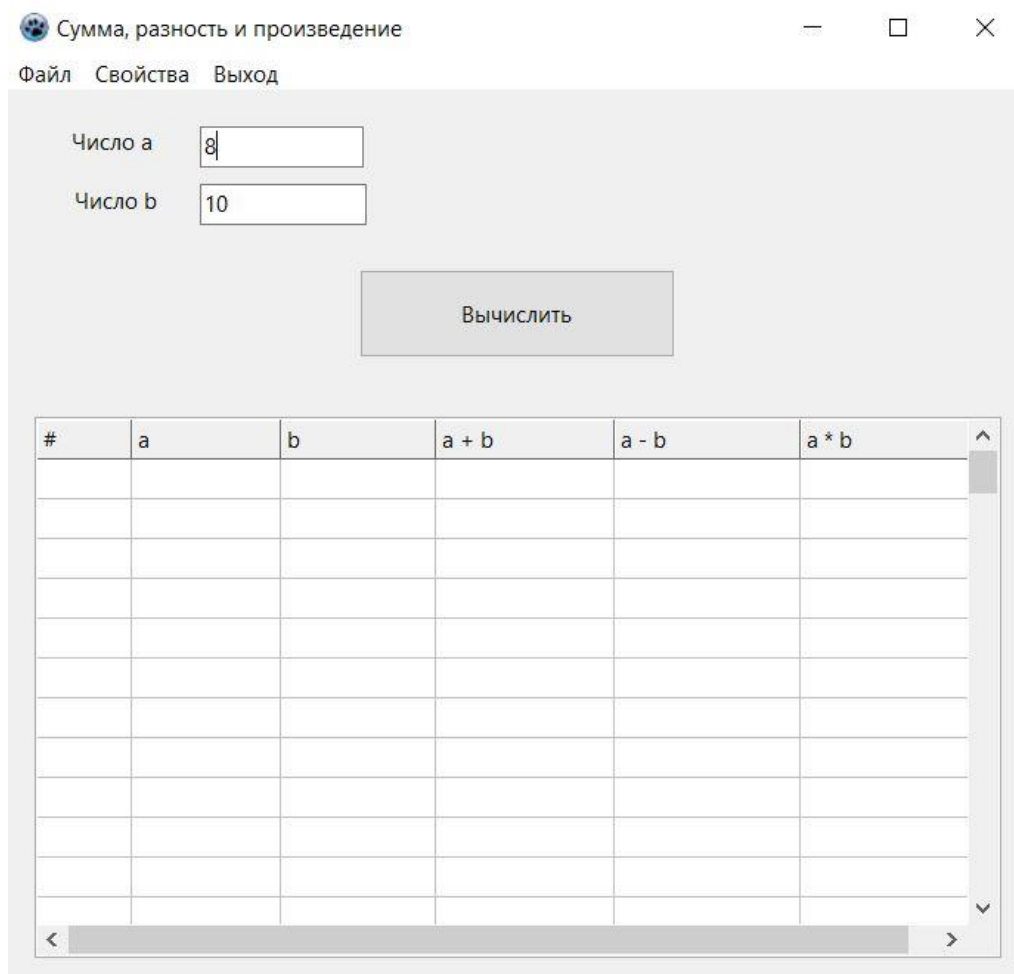 Сумма, разность и произведение
Файл Свойства Выход
Число a 8
Число b 10
Вычислить
# a b a + b a - b a * b